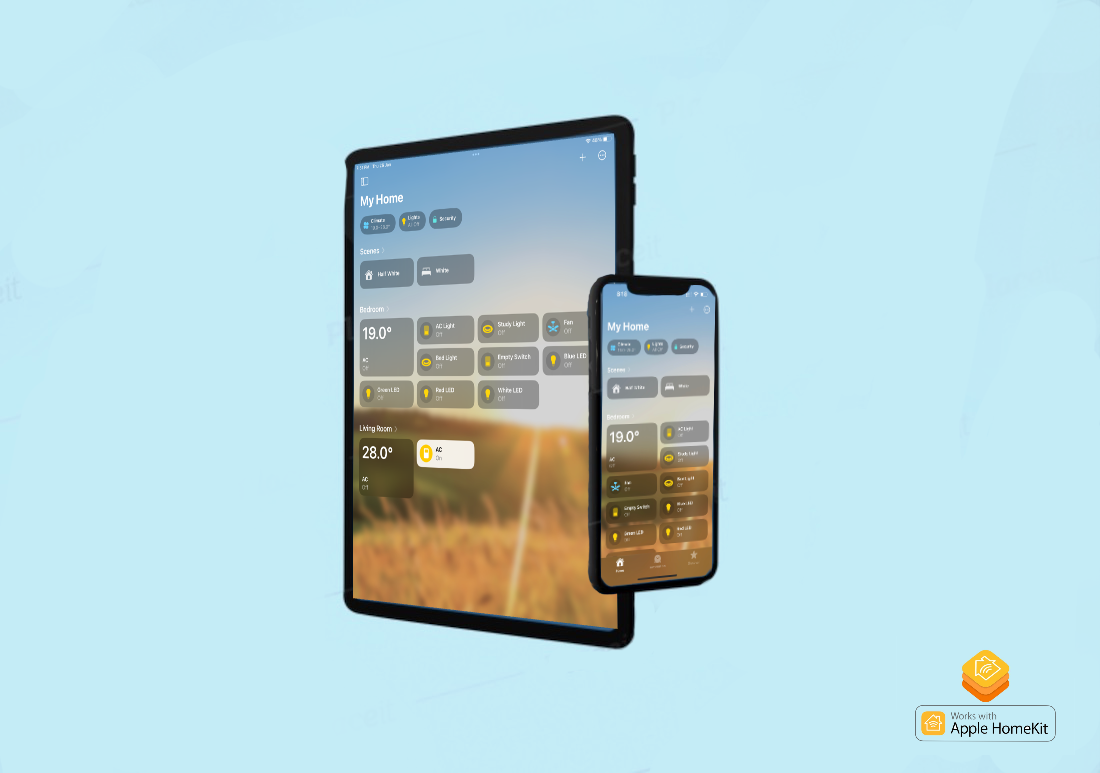 My Home
Climate
Lights
All Off
Security
Scenes
Half White
White
Bedroom
19.0°
AC
Off
AC Light
Off
Study Light
Off
Fan
Off
Bed Light
Off
Empty Switch
Off
Blue LED
Off
Green LED
Off
Red LED
Off
White LED
Off
Living Room
28.0°
AC
Off
AC
On
My Home
Climate
Lights
Security
Scenes
Half White
White
Bedroom
19.0°
AC
Off
AC Light
Off
Study Light
Off
Fan
Off
Bed Light
Off
Empty Switch
Off
Blue LED
Off
Green LED
Off
Red LED
Off
Home
Works with
Apple HomeKit